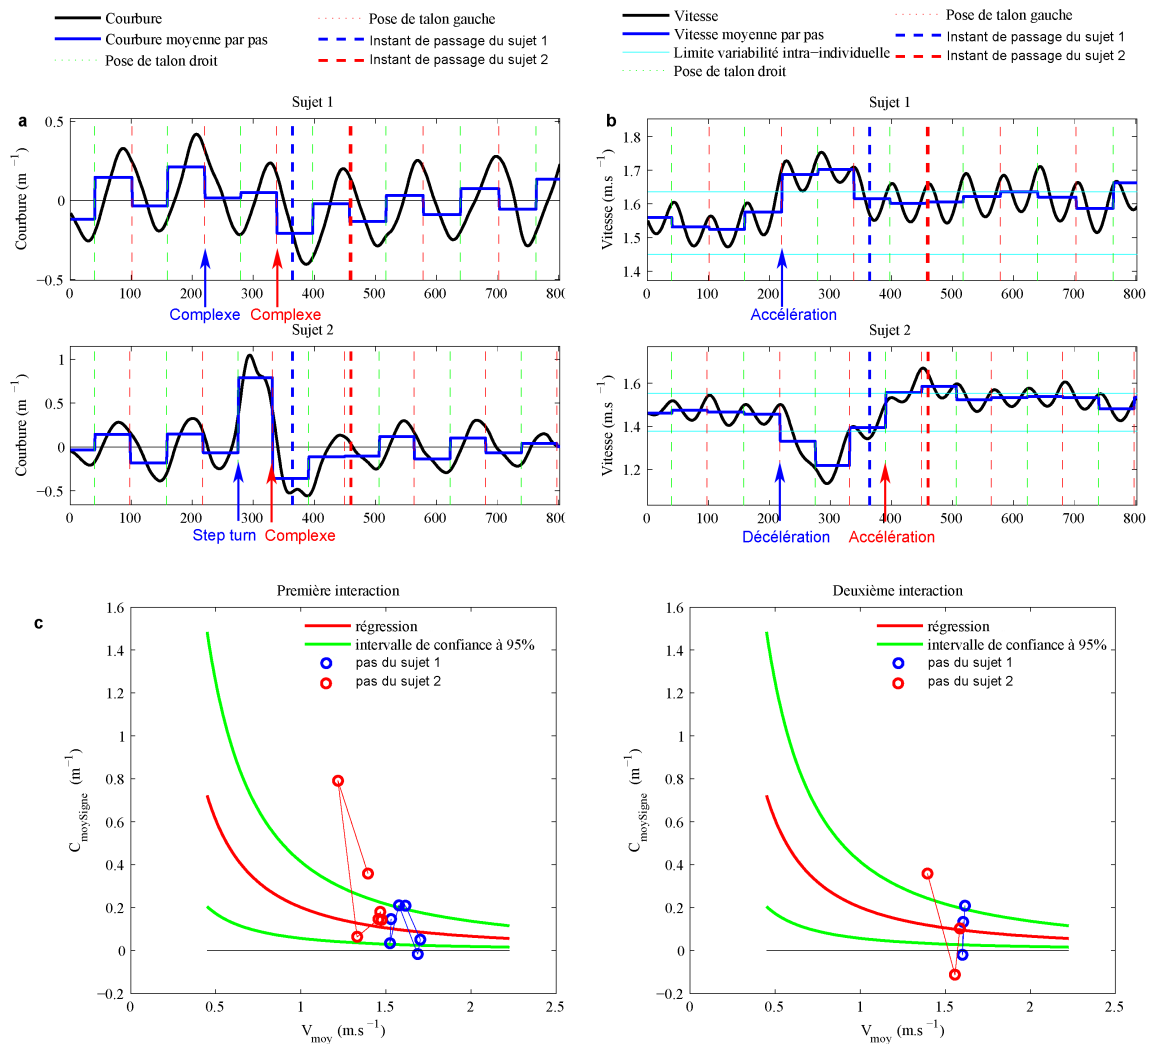 Courbure
Courbure moyenne par pas
Pose de talon droit
Pose de talon gauche
Instant de passage du sujet 1
Instant de passage du sujet 2
Vitesse
Vitesse moyenne par pas
Limite variabilité intra-individuelle
Pose de talon droit
Pose de talon gauche
Instant de passage du sujet 1
Instant de passage du sujet 2
a
Sujet 1
Courbure (m⁻¹)
0.5
0
−0.5
0 100 200 300 400 500 600 700 800
Complexe Complexe
Sujet 2
Courbure (m⁻¹)
1
0.5
0
−0.5
0 100 200 300 400 500 600 700 800
Step turn Complexe
b
Sujet 1
Vitesse (m.s⁻¹)
1.8
1.7
1.6
1.5
1.4
0 100 200 300 400 500 600 700 800
Accélération
Sujet 2
Vitesse (m.s⁻¹)
1.6
1.4
1.2
0 100 200 300 400 500 600 700 800
Décélération Accélération
c
Première interaction
régression
intervalle de confiance à 95%
pas du sujet 1
pas du sujet 2
C moySigne (m⁻¹)
1.6
1.4
1.2
1
0.8
0.6
0.4
0.2
0
−0.2
0 0.5 1 1.5 2 2.5
V moy (m.s⁻¹)
Deuxième interaction
régression
intervalle de confiance à 95%
pas du sujet 1
pas du sujet 2
C moySigne (m⁻¹)
1.6
1.4
1.2
1
0.8
0.6
0.4
0.2
0
−0.2
0 0.5 1 1.5 2 2.5
V moy (m.s⁻¹)